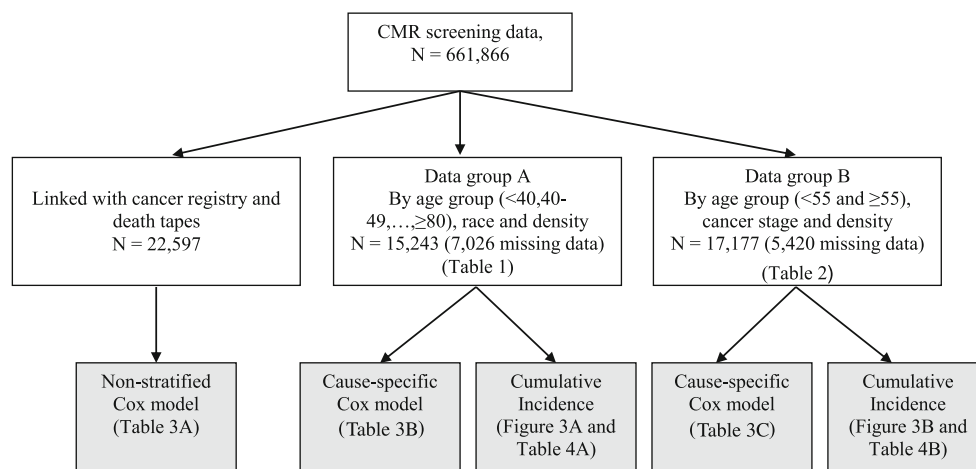 CMR screening data,
N = 661,866
Linked with cancer registry and
death tapes
N = 22,597
Data group A
By age group (<40,40-
49,…,≥80), race and density
N = 15,243 (7,026 missing data)
(Table 1)
Data group B
By age group (<55 and ≥55),
cancer stage and density
N = 17,177 (5,420 missing data)
(Table 2)
Non-stratified
Cox model
(Table 3A)
Cause-specific
Cox model
(Table 3B)
Cumulative
Incidence
(Figure 3A and
Table 4A)
Cause-specific
Cox model
(Table 3C)
Cumulative
Incidence
(Figure 3B and
Table 4B)